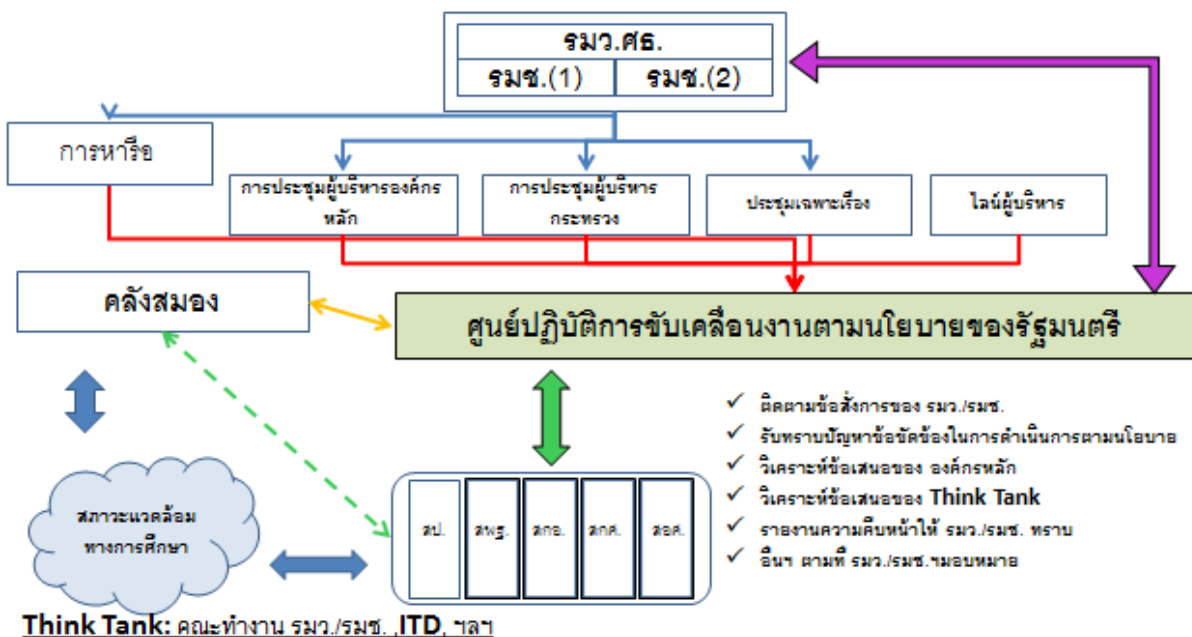 รมว.ศธ.
รมช.(1)
รมช.(2)
การหารือ
การประชุมผู้บริหารองค์กร
หลัก
การประชุมผู้บริหาร
กระทรวง
ประชุมเฉพาะเรื่อง
ไลน์ผู้บริหาร
คลังสมอง
ศูนย์ปฏิบัติการขับเคลื่อนงานตามนโยบายของรัฐมนตรี
✓ ติดตามข้อสั่งการของ รมว./รมช.
✓ รับทราบปัญหาข้อขัดข้องในการดำเนินการตามนโยบาย
✓ วิเคราะห์ข้อเสนอของ องค์กรหลัก
✓ วิเคราะห์ข้อเสนอของ Think Tank
✓ รายงานความคืบหน้าให้ รมว./รมช. ทราบ
✓ อื่นๆ ตามที่ รมว./รมช.ฯมอบหมาย
สภาวะแวดล้อม
ทางการศึกษา
สป.
สพฐ.
สกอ.
สกศ.
สอศ.
Think Tank: คณะทำงาน รมว./รมช. ,ITD, ฯลฯ